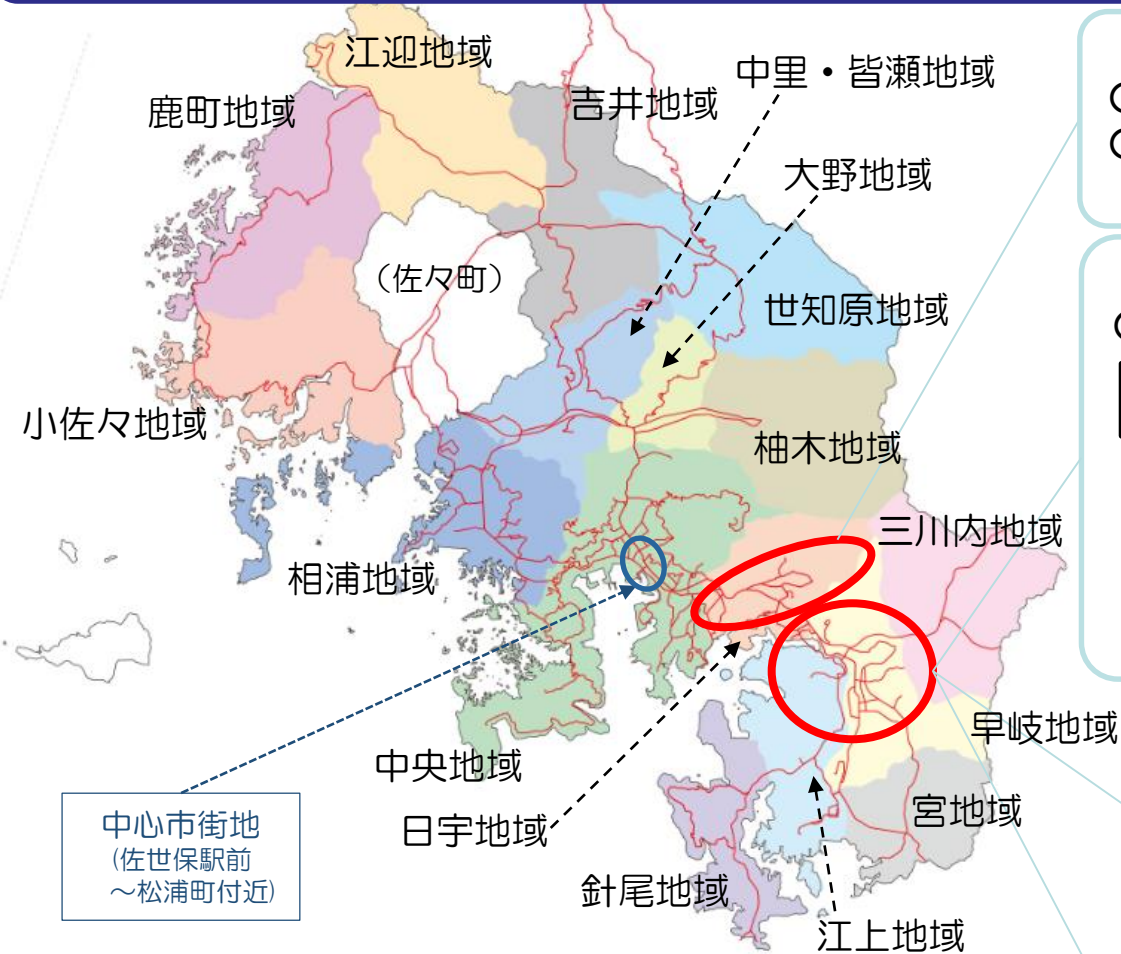 江迎地域
中里・皆瀬地域
鹿町地域
吉井地域
大野地域
（佐々町）
世知原地域
小佐々地域
柚木地域
三川内地域
相浦地域
早岐地域
中央地域
日宇地域
宮地域
中心市街地
(佐世保駅前
～松浦町付近)
針尾地域
江上地域